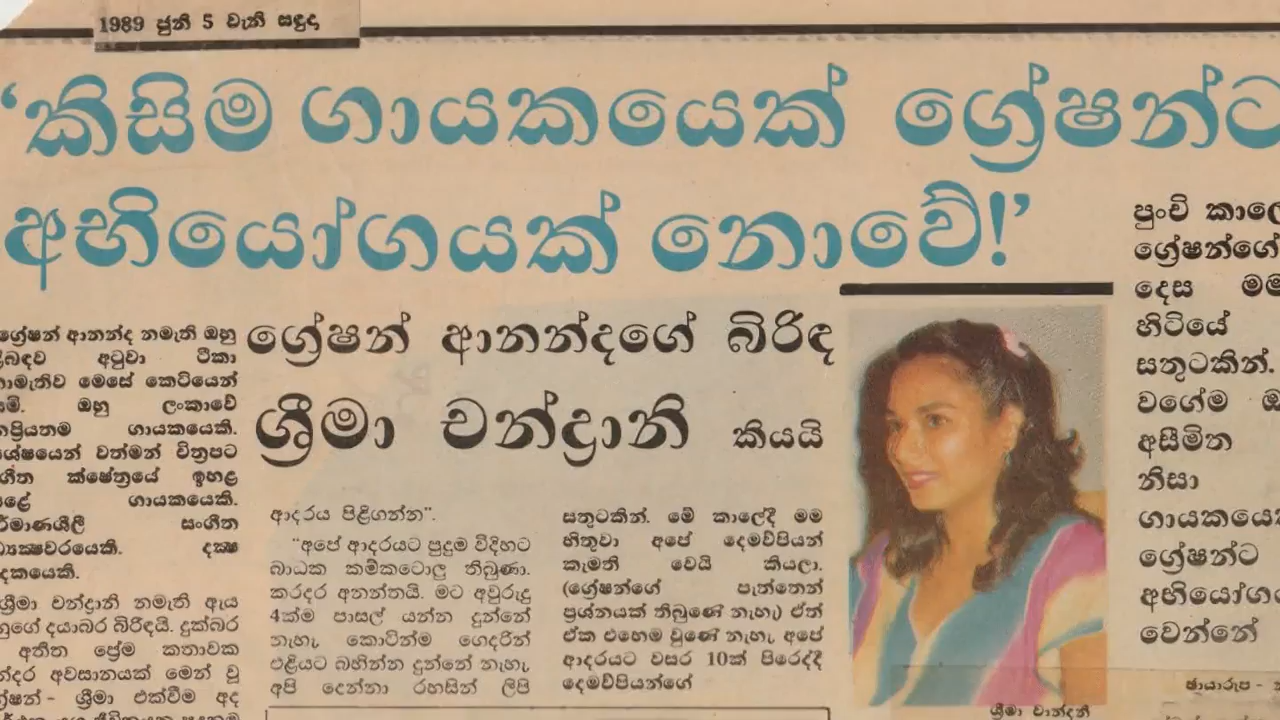 1989 ජුනි 5 වැනි සඳුදා
‘කිසිම ගායකයෙක් ග්‍රේෂන්ට
අභියෝගයක් නොවේ!’
ග්‍රේෂන් ආනන්දගේ බිරිඳ
ශ්‍රීමා චන්ද්‍රානි කියයි
ග්‍රේෂන් ආනන්ද නමැති ඔහු
අටුවා ටීකා
මෙසේ කෙටියෙන්
ඔහු ලංකාවේ
ගායකයෙකි.
වත්මන් චිත්‍රපට
ක්ෂේත්‍රයේ ඉහළ
ගායකයෙකි.
සංගීත
දක්ෂ
ශ්‍රීමා චන්ද්‍රානි නමැති ඇය
දයාබර බිරිඳයි. දුක්බර
අතීත ප්‍රේම කතාවක
අවසානයක් මෙන් වූ
ශ්‍රීමා එක්වීම අද
ආදරය පිළිගන්න”.
“අපේ ආදරයට පුදුම විදිහට
බාධක කම්කටොලු තිබුණා.
කරදර අනන්තයි. මට අවුරුදු
4ක්ම පාසල් යන්න දුන්නේ
නැහැ. කොටින්ම ගෙදරින්
එළියට බහින්න දුන්නේ නැහැ.
අපි දෙන්නා රහසින් ලිපි
සතුටකින්. මේ කාලේදී මම
හිතුවා අපේ දෙමව්පියන්
කැමති වෙයි කියලා.
(ග්‍රේෂන්ගේ පැත්තෙන්
ප්‍රශ්නයක් තිබුණේ නැහැ) ඒත්
ඒක එහෙම වුණේ නැහැ. අපේ
ආදරයට වසර 10ක් පිරෙද්දී
දෙමව්පියන්ගේ
ශ්‍රීමා චාන්දනී
පුංචි කාලෙ
ග්‍රේෂන්ගේ
දෙස මම
හිටියේ
සතුටකින්.
වගේම
අසීමිත
නිසා
ග්‍රේෂන්ට
වෙන්නේ
ඡායාරූප -